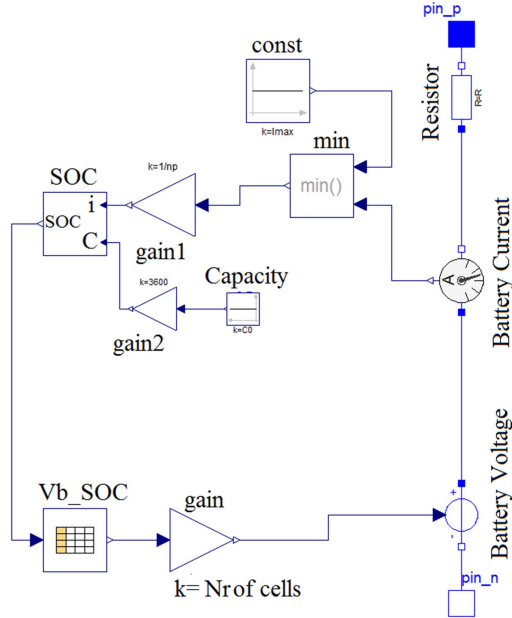 pin_p
const
k=Imax
Resistor
R=R
min
min()
k=1/np
SOC
i
SOC
C
gain1
k=3600
Capacity
k=C0
gain2
A
Battery Current
Vb_SOC
gain
k= Nr of cells
+
-
Battery Voltage
pin_n